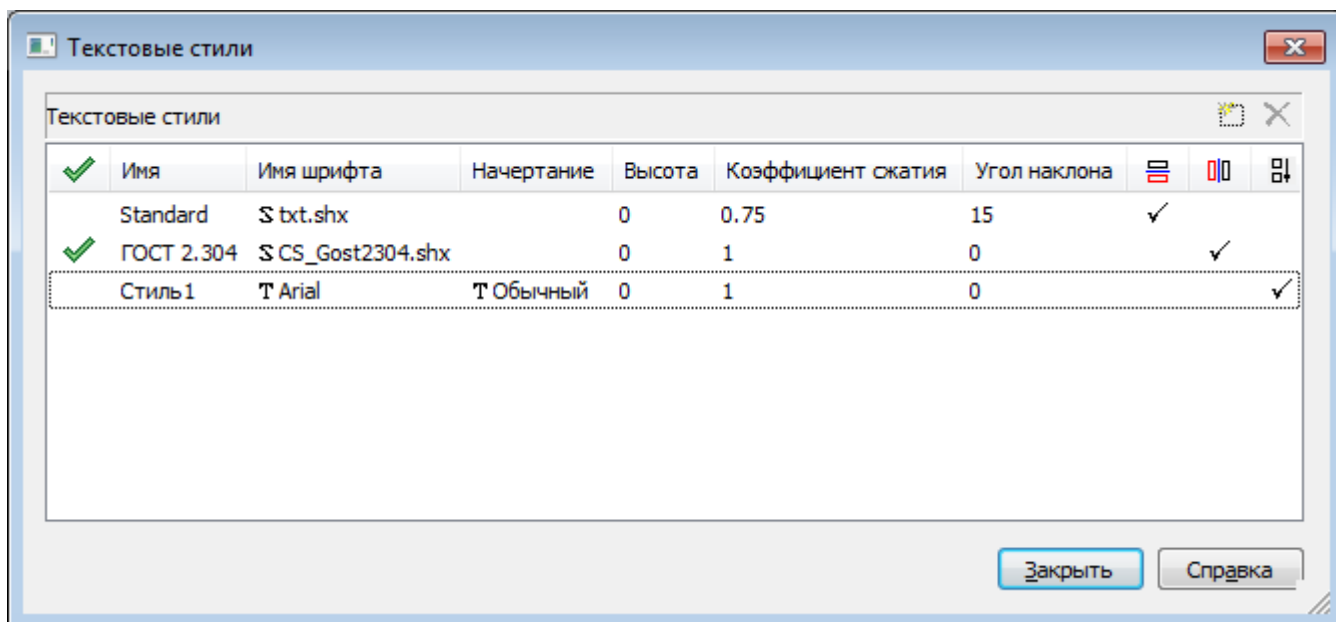 Текстовые стили
Текстовые стили
Имя Имя шрифта Начертание Высота Коэффициент сжатия Угол наклона
Standard txt.shx 0 0.75 15
ГОСТ 2.304 CS_Gost2304.shx 0 1 0
Стиль1 Arial Обычный 0 1 0
Закрыть Справка